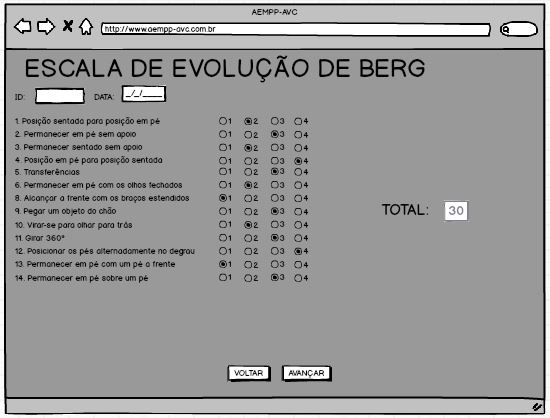 AEMPP-AVC
http://www.aempp-avc.com.br
ESCALA DE EVOLUÇÃO DE BERG
ID: DATA: _/_/____
1. Posição sentada para posição em pé 1 2 3 4
2. Permanecer em pé sem apoio 1 2 3 4
3. Permanecer sentado sem apoio 1 2 3 4
4. Posição em pé para posição sentada 1 2 3 4
5. Transferências 1 2 3 4
6. Permanecer em pé com os olhos fechados 1 2 3 4
8. Alcançar a frente com os braços estendidos 1 2 3 4
9. Pegar um objeto do chão 1 2 3 4
TOTAL: 30
10. Virar-se para olhar para trás 1 2 3 4
11. Girar 360° 1 2 3 4
12. Posicionar os pés alternadamente no degrau 1 2 3 4
13. Permanecer em pé com um pé a frente 1 2 3 4
14. Permanecer em pé sobre um pé 1 2 3 4
VOLTAR AVANÇAR